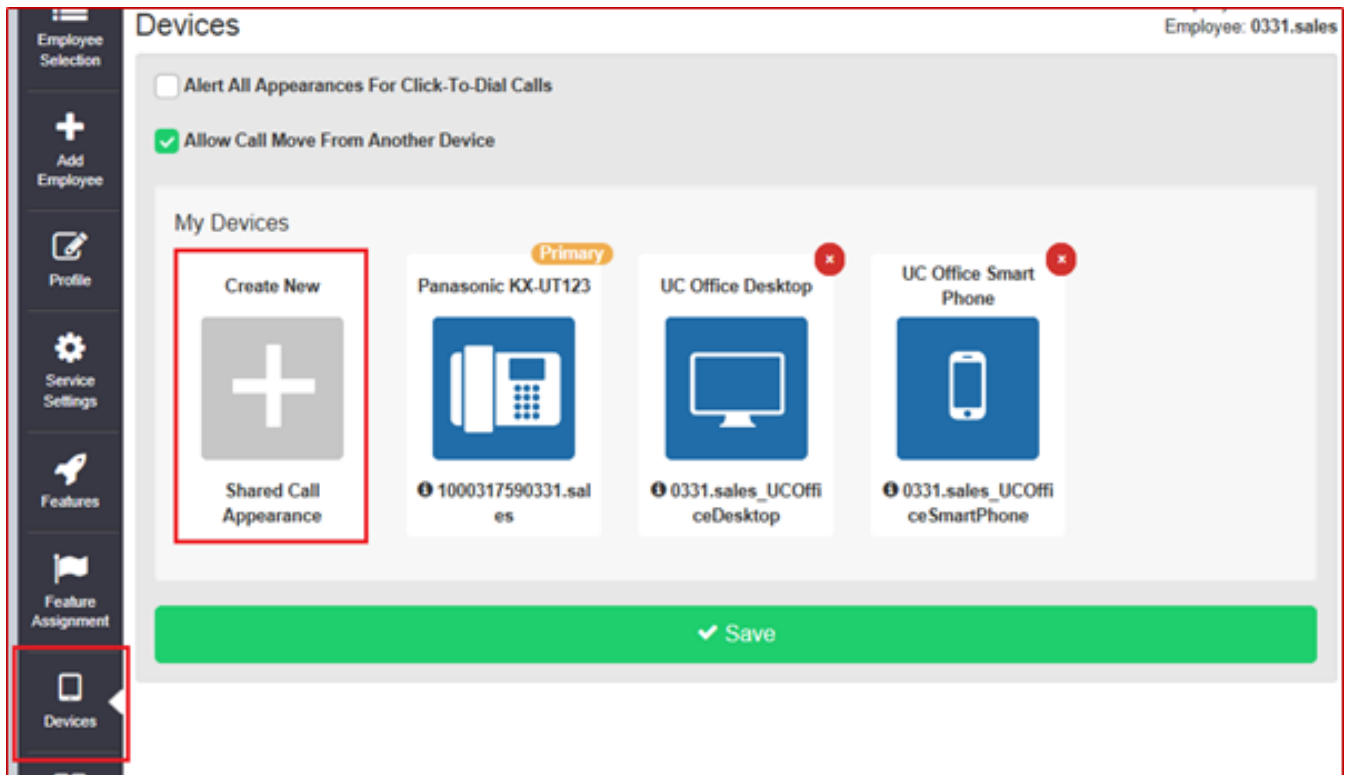 Devices
Employee: 0331.sales
Employee
Selection
Add
Employee
Profile
Service
Settings
Features
Feature
Assignment
Devices
Alert All Appearances For Click-To-Dial Calls
Allow Call Move From Another Device
My Devices
Create New
Shared Call
Appearance
Primary
Panasonic KX-UT123
1000317590331.sal
es
UC Office Desktop
0331.sales_UCOffi
ceDesktop
UC Office Smart
Phone
0331.sales_UCOffi
ceSmartPhone
Save